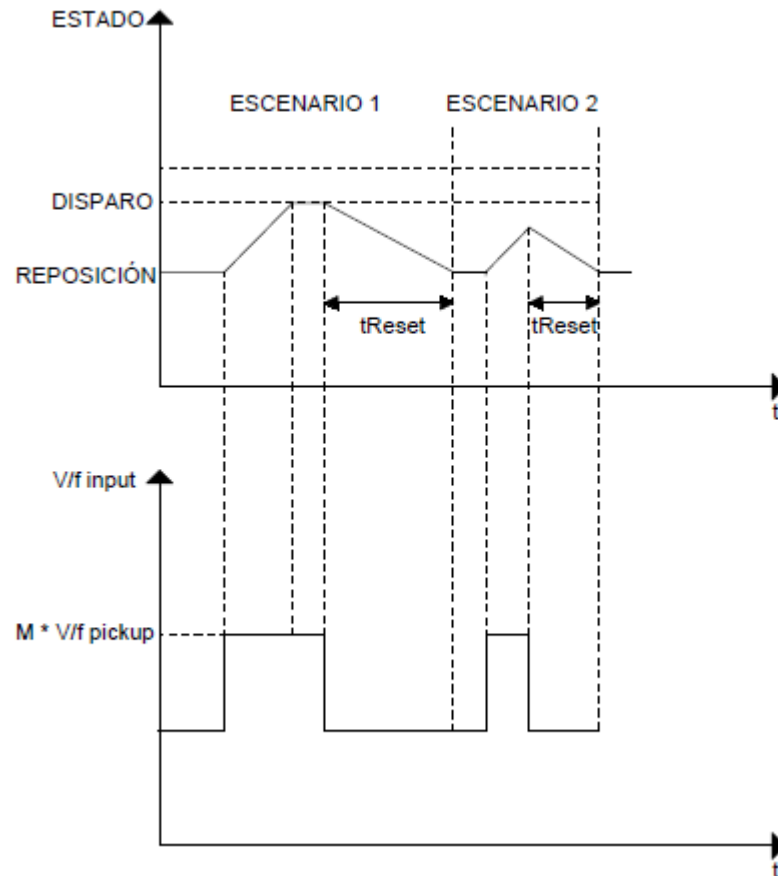 ESTADO
ESCENARIO 1
ESCENARIO 2
DISPARO
REPOSICIÓN
tReset
tReset
t
V/f input
M * V/f pickup
t